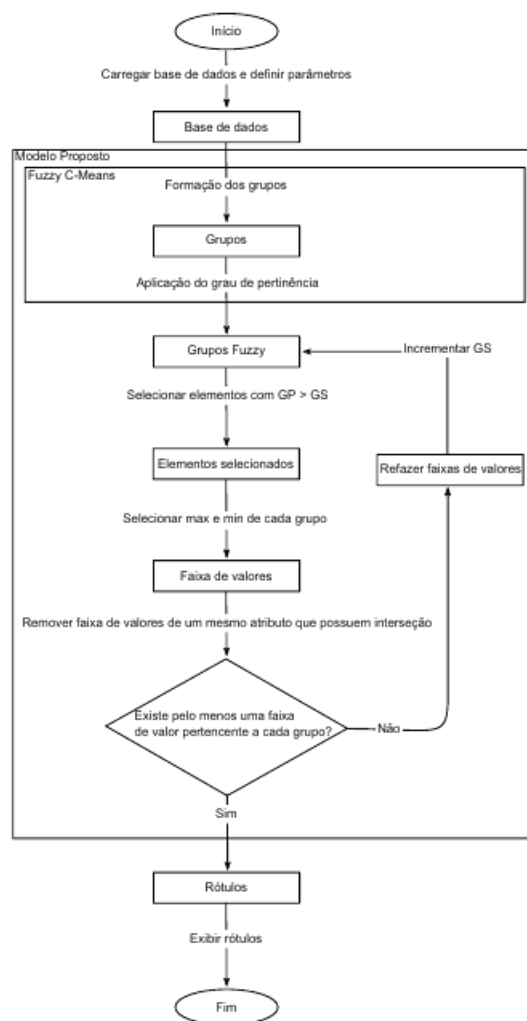 Início
Carregar base de dados e definir parâmetros
Base de dados
Modelo Proposto
Fuzzy C-Means
Formação dos grupos
Grupos
Aplicação do grau de pertinência
Grupos Fuzzy
Incrementar GS
Selecionar elementos com GP > GS
Elementos selecionados
Refazer faixas de valores
Selecionar max e min de cada grupo
Faixa de valores
Remover faixa de valores de um mesmo atributo que possuem interseção
Existe pelo menos uma faixa
de valor pertencente a cada grupo?
Não
Sim
Rótulos
Exibir rótulos
Fim